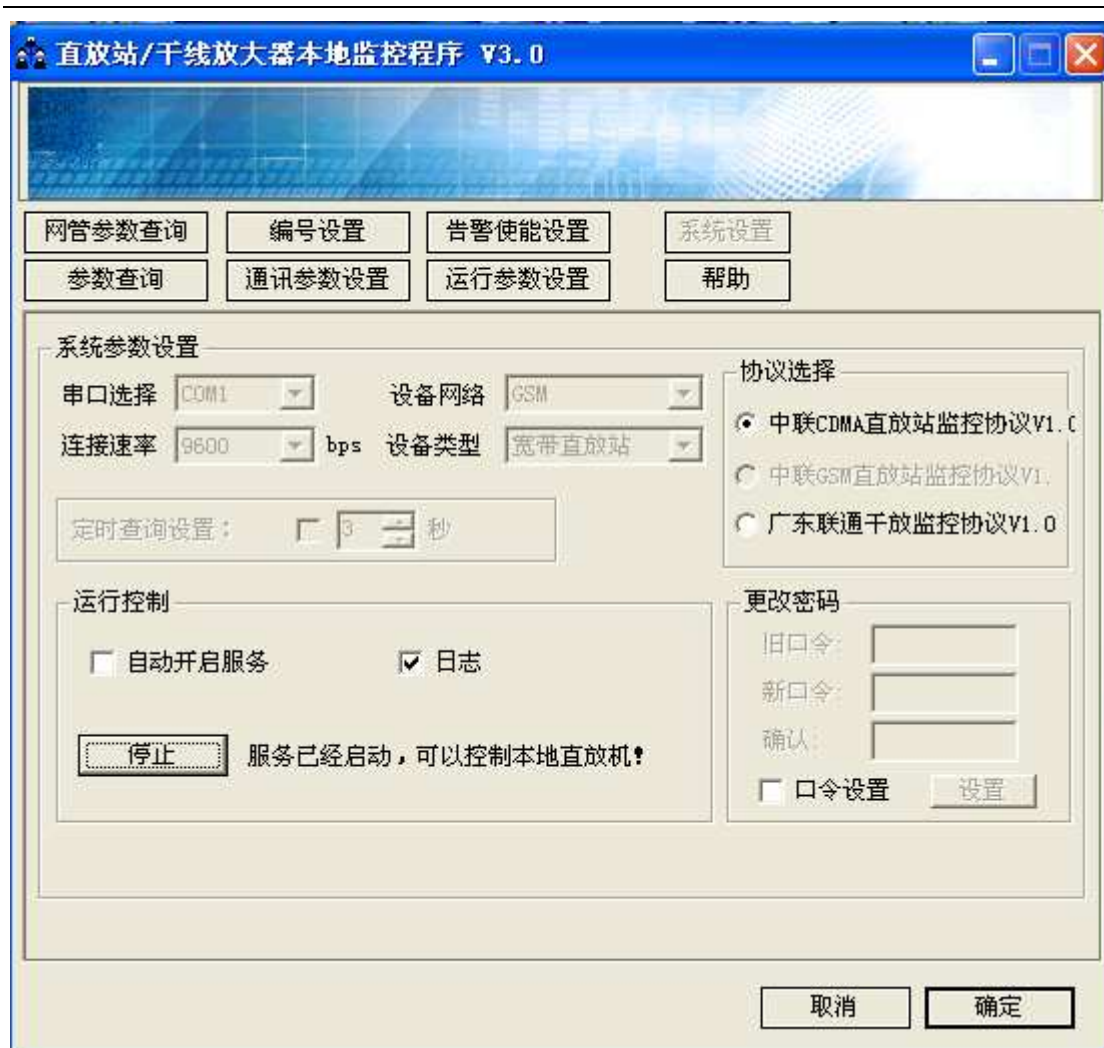 直放站/干线放大器本地监控程序 V3.0
网管参数查询 编号设置 告警使能设置 系统设置
参数查询 通讯参数设置 运行参数设置 帮助
系统参数设置
串口选择 COM1 设备网络 GSM
连接速率 9600 bps 设备类型 宽带直放站
定时查询设置: 3 秒
协议选择
中联CDMA直放站监控协议V1.0
中联GSM直放站监控协议V1.
广东联通干放监控协议V1.0
运行控制
自动开启服务 日志
停止 服务已经启动,可以控制本地直放机!
更改密码
旧口令:
新口令:
确认:
口令设置 设置
取消 确定